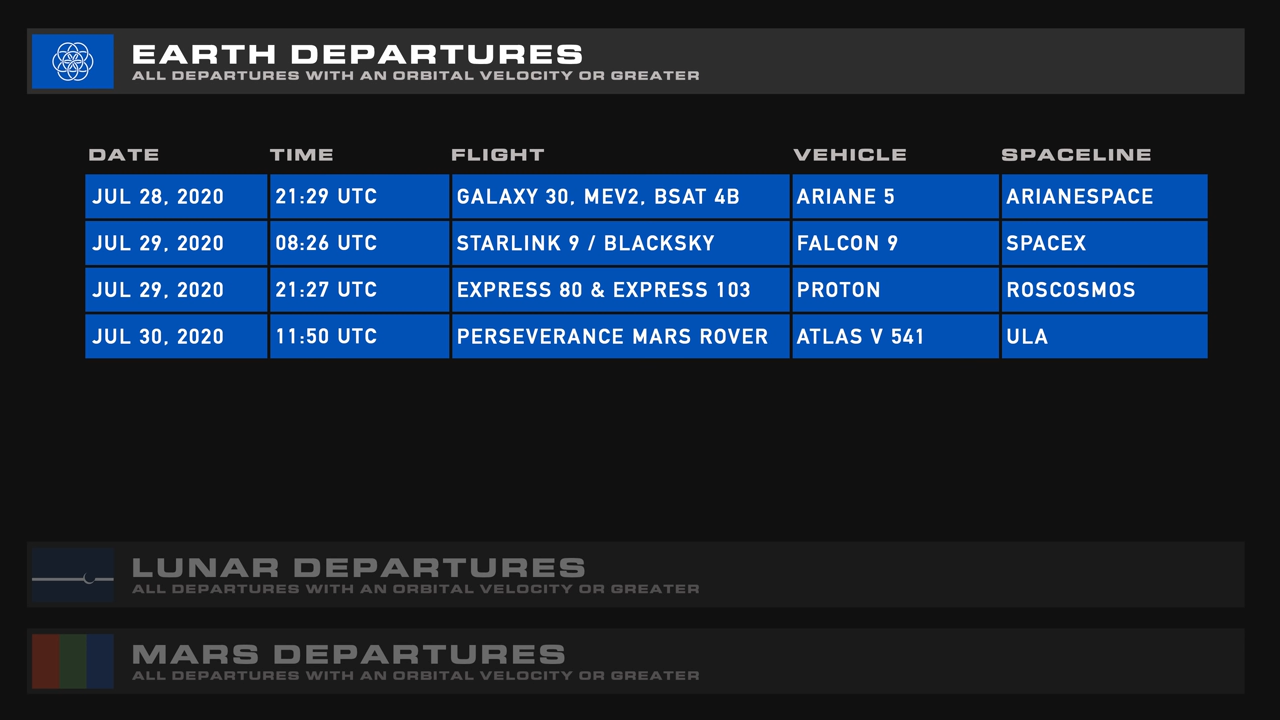 EARTH DEPARTURES
ALL DEPARTURES WITH AN ORBITAL VELOCITY OR GREATER
DATE TIME FLIGHT VEHICLE SPACELINE
JUL 28, 2020 21:29 UTC GALAXY 30, MEV2, BSAT 4B ARIANE 5 ARIANESPACE
JUL 29, 2020 08:26 UTC STARLINK 9 / BLACKSKY FALCON 9 SPACEX
JUL 29, 2020 21:27 UTC EXPRESS 80 & EXPRESS 103 PROTON ROSCOSMOS
JUL 30, 2020 11:50 UTC PERSEVERANCE MARS ROVER ATLAS V 541 ULA
LUNAR DEPARTURES
ALL DEPARTURES WITH AN ORBITAL VELOCITY OR GREATER
MARS DEPARTURES
ALL DEPARTURES WITH AN ORBITAL VELOCITY OR GREATER